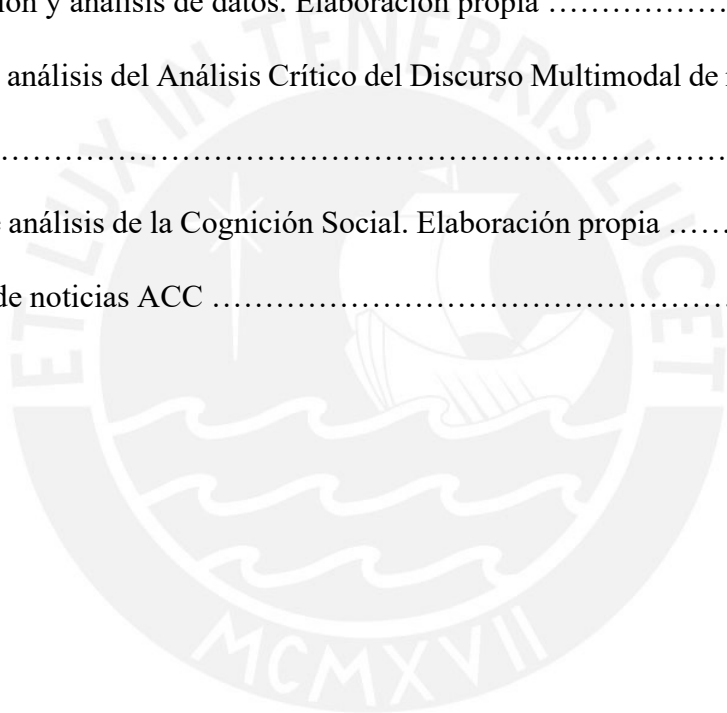 ción y análisis de datos. Elaboración propia ……………………
análisis del Análisis Crítico del Discurso Multimodal de
…………………………………………………...……………
análisis de la Cognición Social. Elaboración propia ……
de noticias ACC ………………………………………………
ET LUX IN TENEBRIS LUCET
MCMXVII